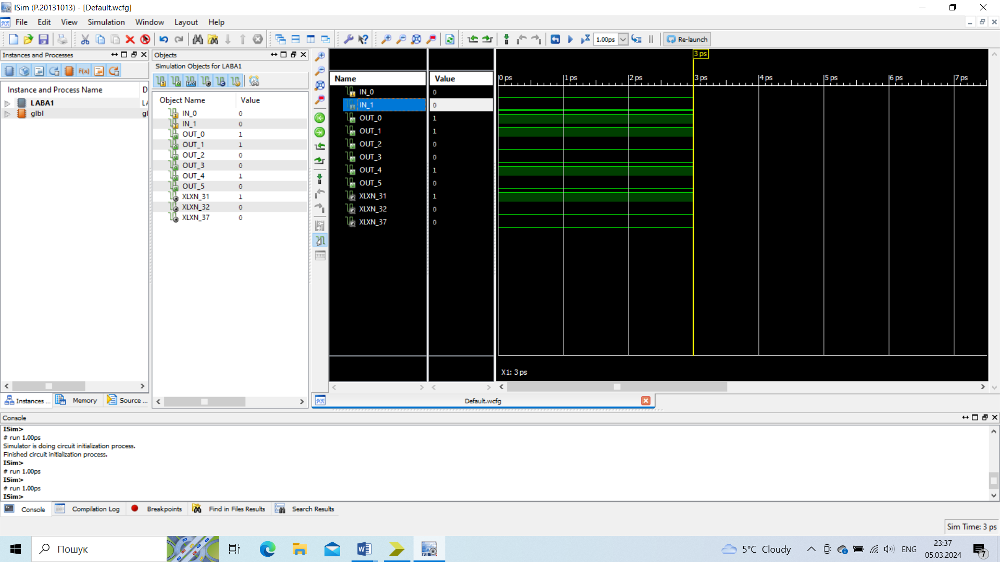 ISim (P.20131013) - [Default.wcfg]
File Edit View Simulation Window Layout Help
1.00ps Re-launch
Instances and Processes
Objects
Simulation Objects for LABA1
F(x)
Instance and Process Name D
LABA1 LA
glbl gl
Object Name Value
IN_0 0
IN_1 0
OUT_0 1
OUT_1 1
OUT_2 0
OUT_3 0
OUT_4 1
OUT_5 0
XLXN_31 1
XLXN_32 0
XLXN_37 0
Name Value
IN_0 0
IN_1 0
OUT_0 1
OUT_1 1
OUT_2 0
OUT_3 0
OUT_4 1
OUT_5 0
XLXN_31 1
XLXN_32 0
XLXN_37 0
3 ps
0 ps 1 ps 2 ps 3 ps 4 ps 5 ps 6 ps 7 ps
X1: 3 ps
Instances ... Memory Source ...
Default.wcfg
Console
ISim>
# run 1.00ps
Simulator is doing circuit initialization process.
Finished circuit initialization process.
ISim>
# run 1.00ps
ISim>
# run 1.00ps
ISim>
Console Compilation Log Breakpoints Find in Files Results Search Results
Sim Time: 3 ps
Пошук
5°C Cloudy
ENG
23:37
05.03.2024
7